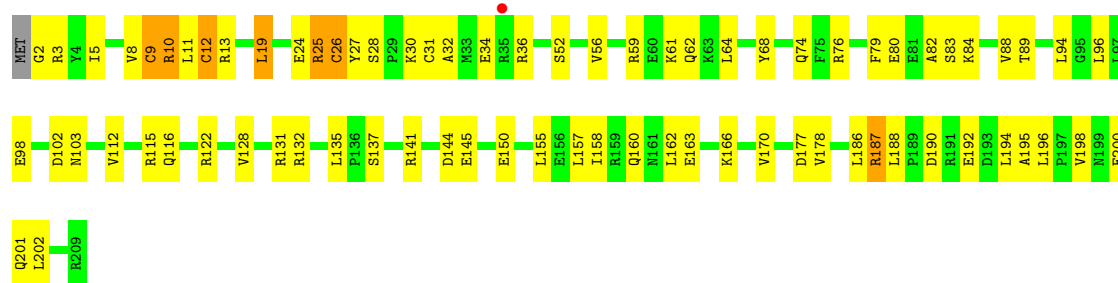 MET G2 R3 Y4 I5 V8 C9 R10 L11 C12 R13 L19 E24 R25 C26 Y27 S28 P29 K30 C31 A32 M33 E34 R35 R36 S52 V56 R59 E60 K61 Q62 K63 L64 Y68 Q74 F75 R76 F79 E80 E81 A82 S83 K84 V88 T89 L94 G95 L96
E98 D102 N103 V112 R115 Q116 R122 V128 R131 R132 L135 P136 S137 R141 D144 E145 E150 L155 E156 L157 I158 R159 Q160 N161 L162 E163 K166 V170 D177 V178 L186 R187 L188 P189 D190 R191 E192 D193 L194 A195 L196 P197 V198 N199
Q201 L202 R209